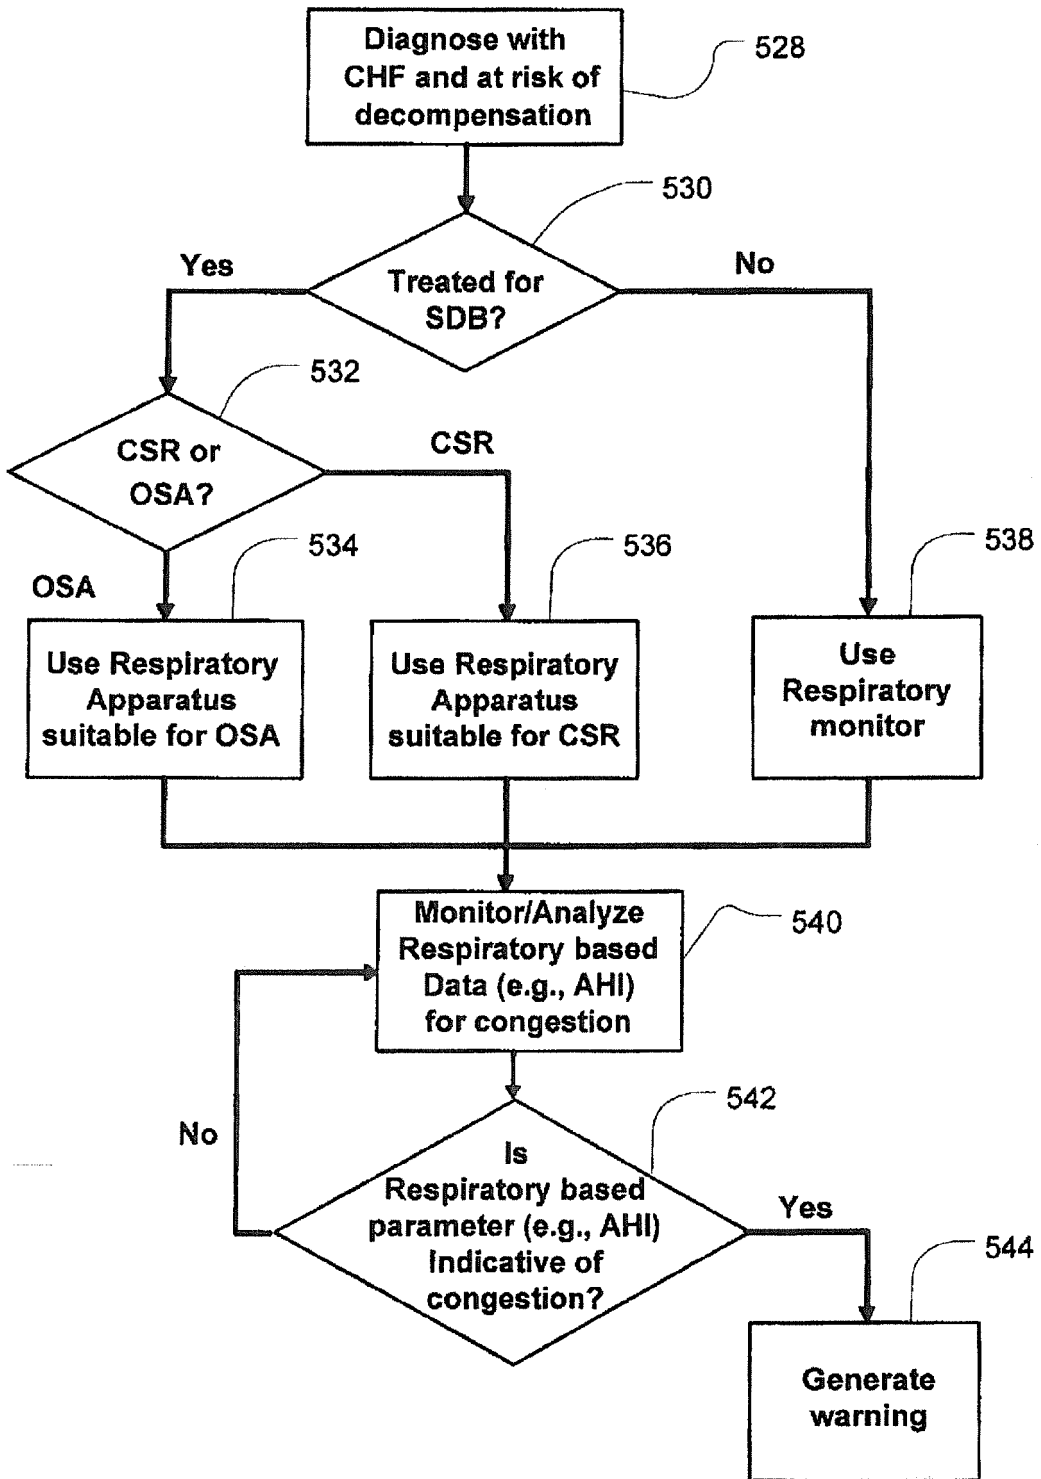 Diagnose with
CHF and at risk of
decompensation
528
530
Treated for
SDB?
Yes
No
532
CSR or
OSA?
CSR
OSA
534
536
538
Use Respiratory
Apparatus
suitable for OSA
Use Respiratory
Apparatus
suitable for CSR
Use
Respiratory
monitor
Monitor/Analyze
Respiratory based
Data (e.g., AHI)
for congestion
540
542
No
Is
Respiratory based
parameter (e.g., AHI)
Indicative of
congestion?
Yes
544
Generate
warning